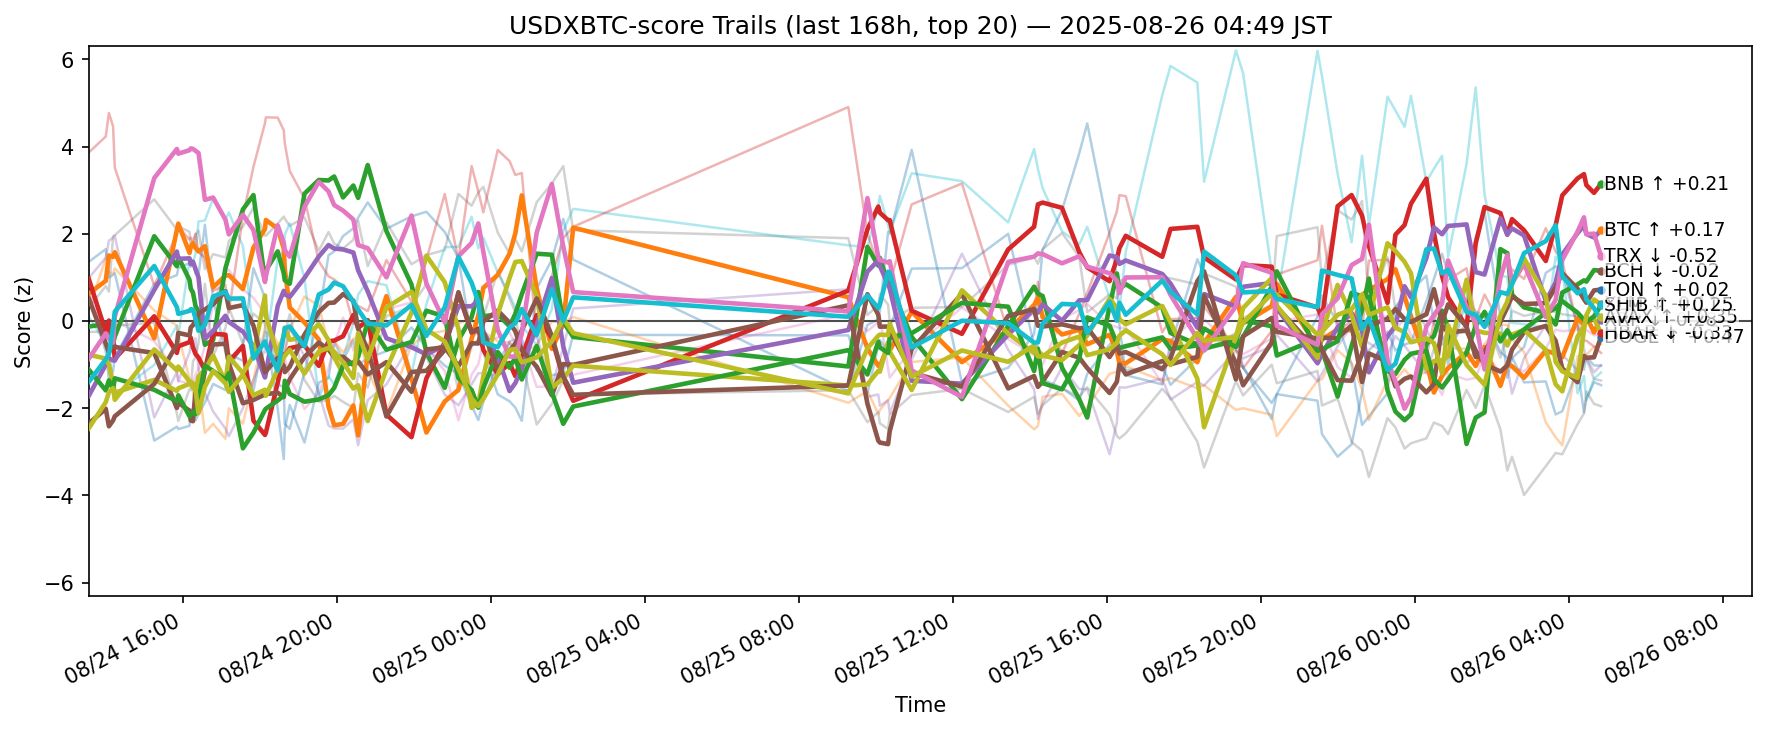 USDXBTC-score Trails (last 168h, top 20) — 2025-08-26 04:49 JST
Score (z)
6
4
2
0
−2
−4
−6
BNB ↑ +0.21
BTC ↑ +0.17
TRX ↓ -0.52
BCH ↓ -0.02
TON ↑ +0.02
SHIB ↑ +0.25
AVAX
HBAR ↓
08/24 16:00
08/24 20:00
08/25 00:00
08/25 04:00
08/25 08:00
08/25 12:00
08/25 16:00
08/25 20:00
08/26 00:00
08/26 04:00
08/26 08:00
Time